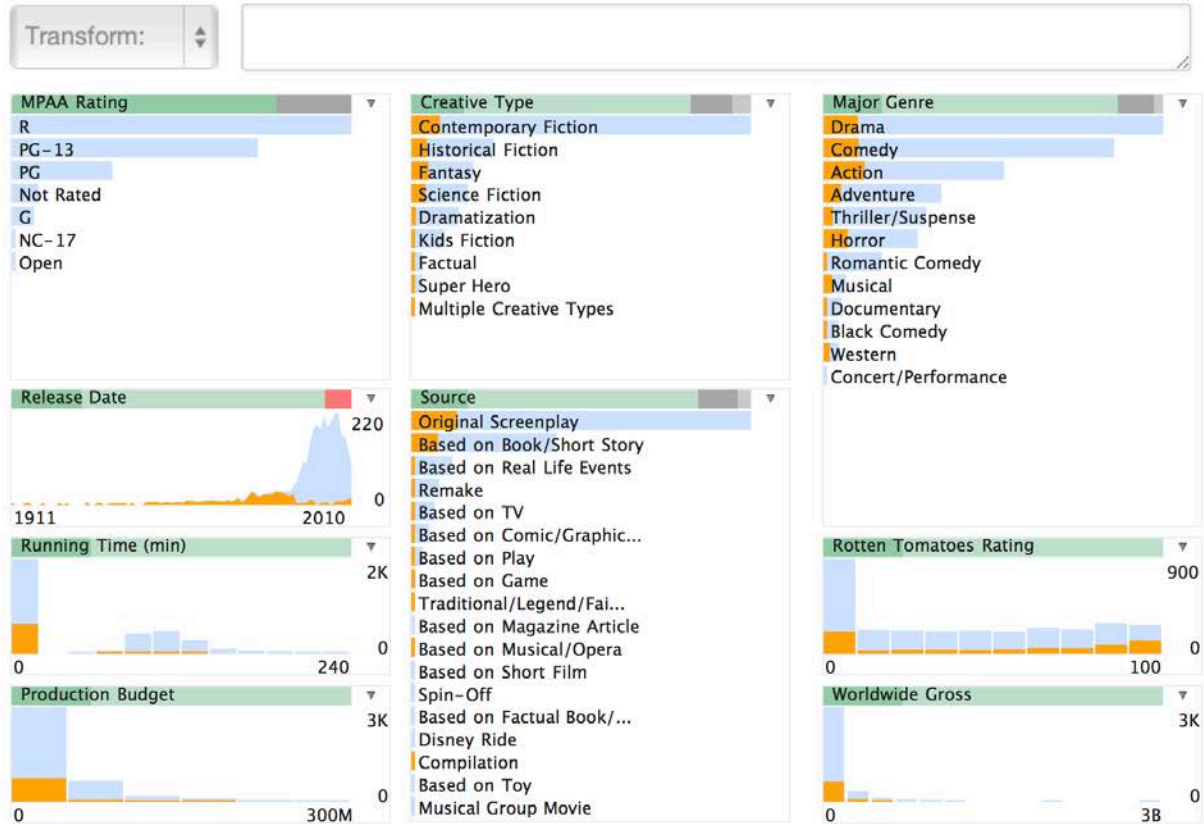 Transform:
MPAA Rating
R
PG-13
PG
Not Rated
G
NC-17
Open
Creative Type
Contemporary Fiction
Historical Fiction
Fantasy
Science Fiction
Dramatization
Kids Fiction
Factual
Super Hero
Multiple Creative Types
Major Genre
Drama
Comedy
Action
Adventure
Thriller/Suspense
Horror
Romantic Comedy
Musical
Documentary
Black Comedy
Western
Concert/Performance
Release Date
220
0
1911 2010
Source
Original Screenplay
Based on Book/Short Story
Based on Real Life Events
Remake
Based on TV
Based on Comic/Graphic...
Based on Play
Based on Game
Traditional/Legend/Fai...
Based on Magazine Article
Based on Musical/Opera
Based on Short Film
Spin-Off
Based on Factual Book/...
Disney Ride
Compilation
Based on Toy
Musical Group Movie
Running Time (min)
2K
0
0 240
Rotten Tomatoes Rating
900
0
0 100
Production Budget
3K
0
0 300M
Worldwide Gross
3K
0
0 3B